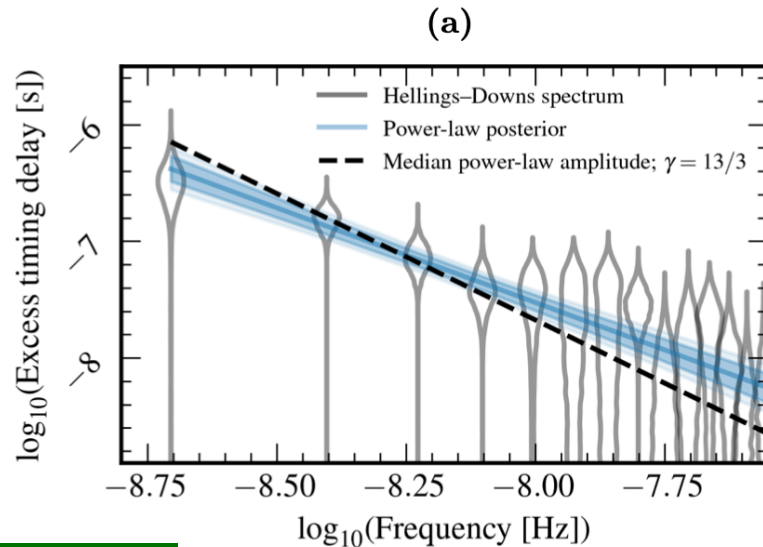 (a)
Hellings–Downs spectrum
Power-law posterior
Median power-law amplitude; γ = 13/3
log₁₀(Excess timing delay [s]
−6
−7
−8
−8.75 −8.50 −8.25 −8.00 −7.75
log₁₀(Frequency [Hz])